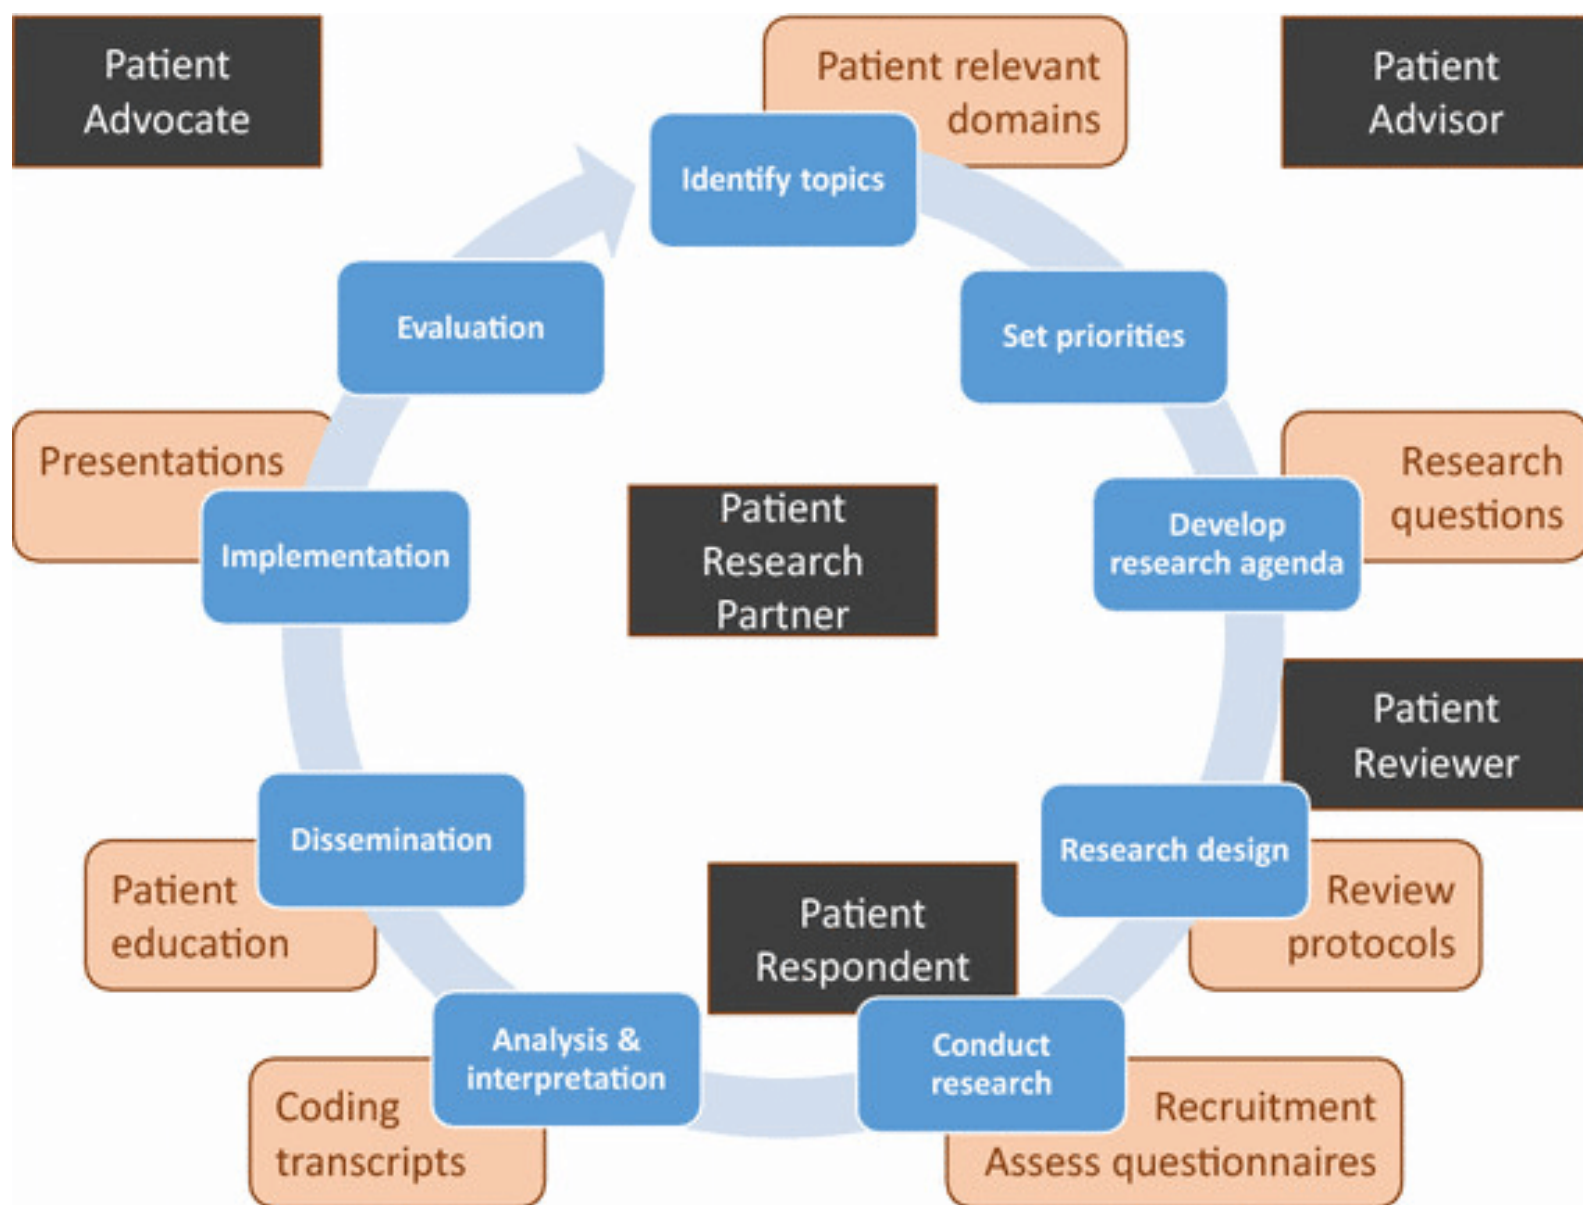 Patient
Advocate
Patient relevant
domains
Patient
Advisor
Identify topics
Evaluation
Set priorities
Presentations
Research
questions
Patient
Research
Partner
Develop
research agenda
Implementation
Patient
Reviewer
Dissemination
Research design
Patient
education
Patient
Respondent
Review
protocols
Analysis &
interpretation
Conduct
research
Coding
transcripts
Recruitment
Assess questionnaires